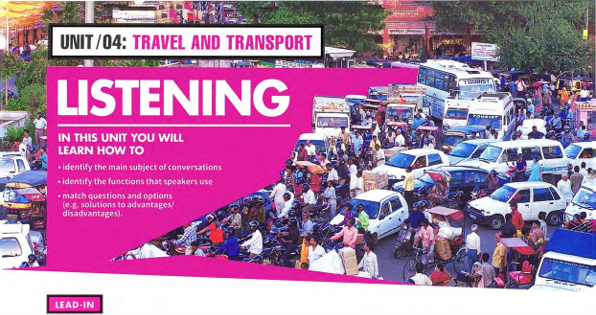 UNIT/04: TRAVEL AND TRANSPORT
LISTENING
IN THIS UNIT YOU WILL
LEARN HOW TO
• identify the main subject of conversations
• identify the functions that speakers use
• match questions and options
(e.g. solutions to advantages/
disadvantages).
TOURIST
TOURIST
LEAD-IN